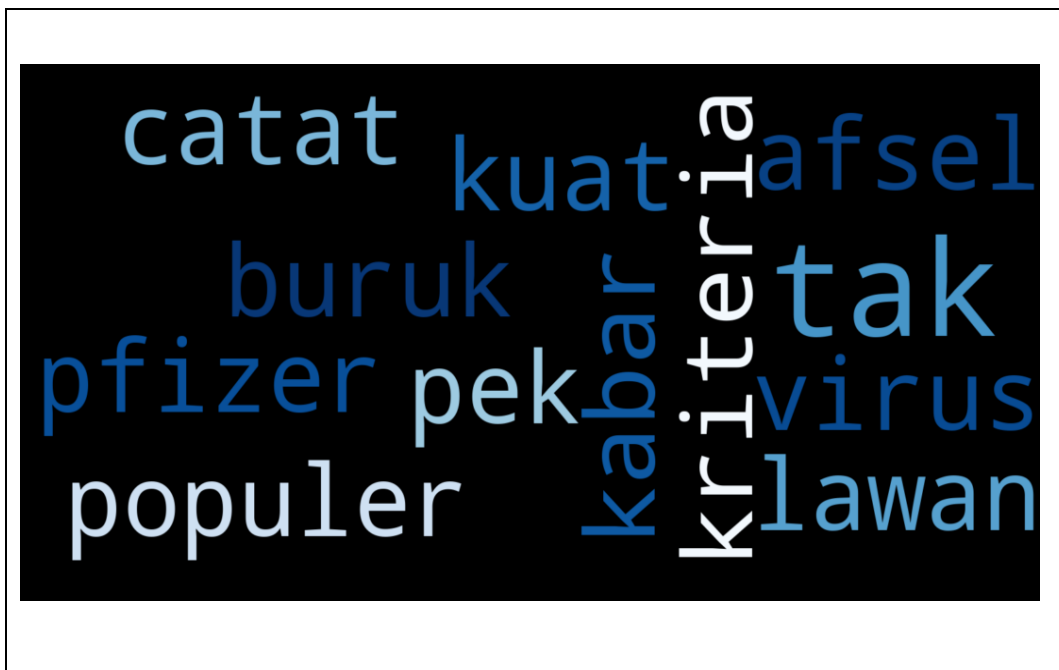 catat
kuat
kriteria
afsel
buruk
kabar
tak
pfizer
pek
virus
populer
lawan